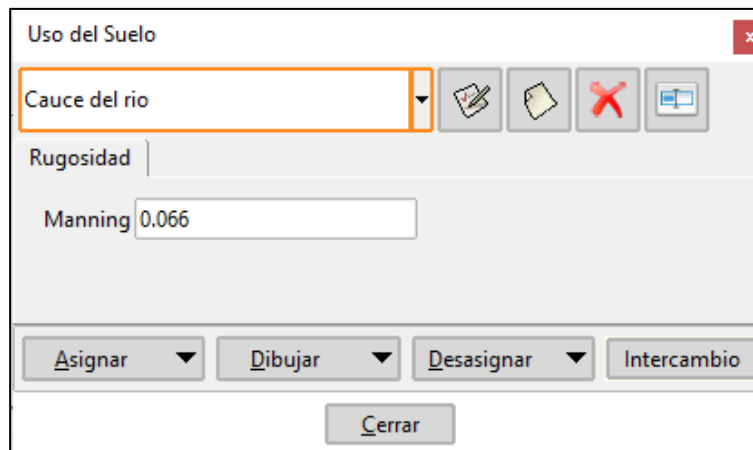 Uso del Suelo
x
Cauce del rio
Rugosidad
Manning 0.066
Asignar Dibujar Desasignar Intercambio
Cerrar